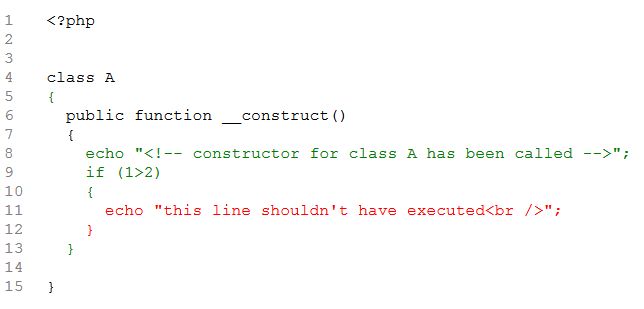 1 <?php
2
3
4 class A
5 {
6 public function __construct()
7 {
8 echo "<!-- constructor for class A has been called -->";
9 if (1>2)
10 {
11 echo "this line shouldn't have executed<br />";
12 }
13 }
14
15 }